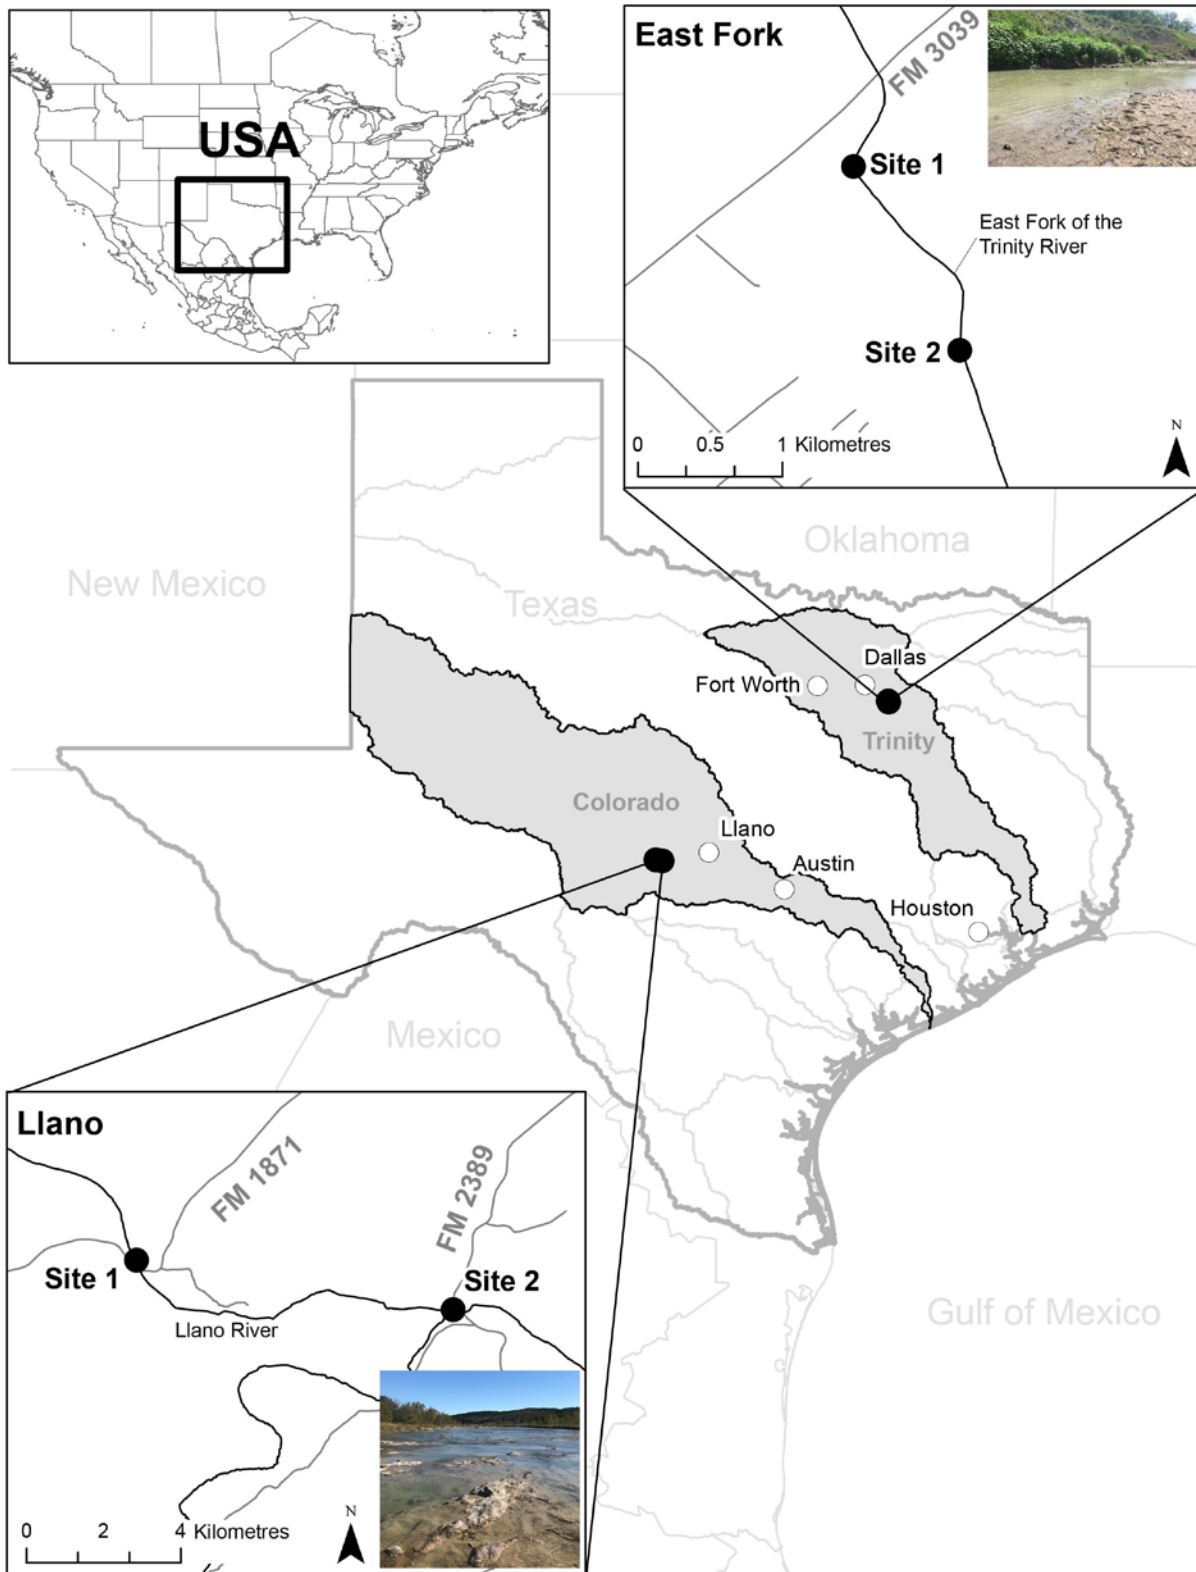 USA
East Fork
FM 3039
Site 1
East Fork of the
Trinity River
Site 2
0 0.5 1 Kilometres
N
New Mexico
Oklahoma
Texas
Dallas
Fort Worth
Trinity
Colorado
Llano
Austin
Houston
Mexico
Gulf of Mexico
Llano
FM 1871
FM 2389
Site 1
Site 2
Llano River
0 2 4 Kilometres
N